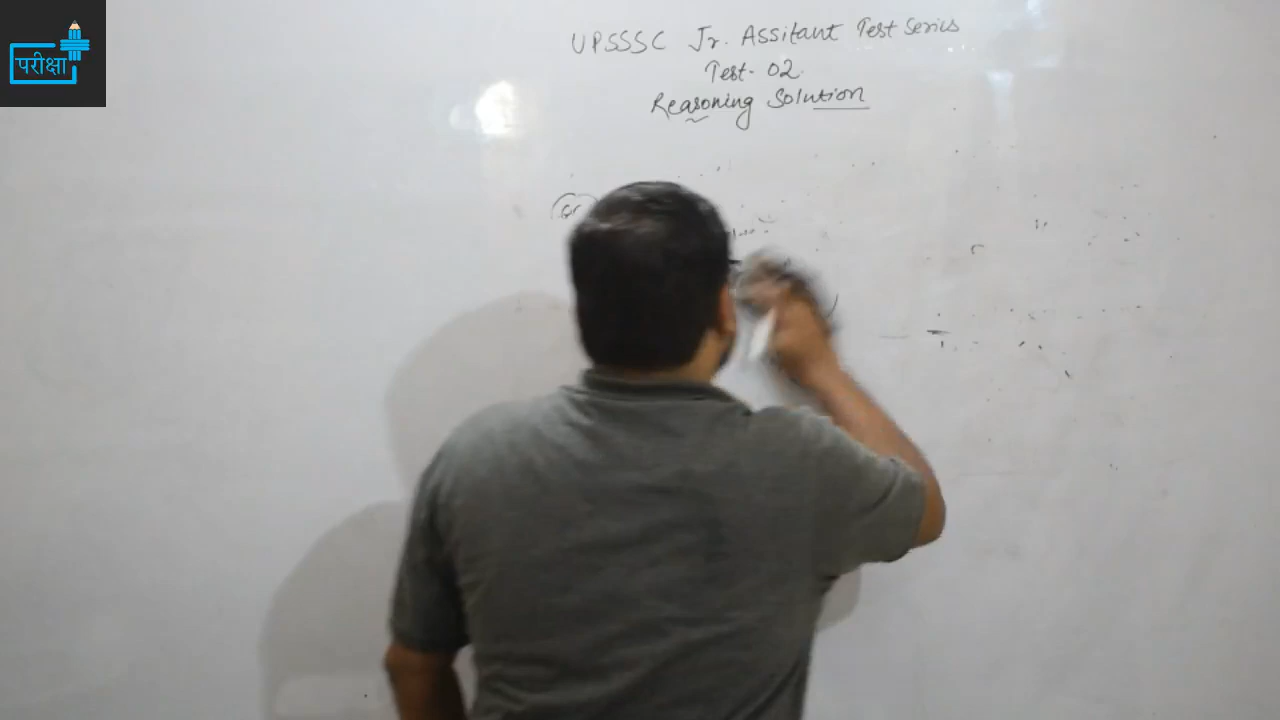 परीक्षा
UPSSSC Jr. Assitant Test Series
Test- 02
Reasoning Solution